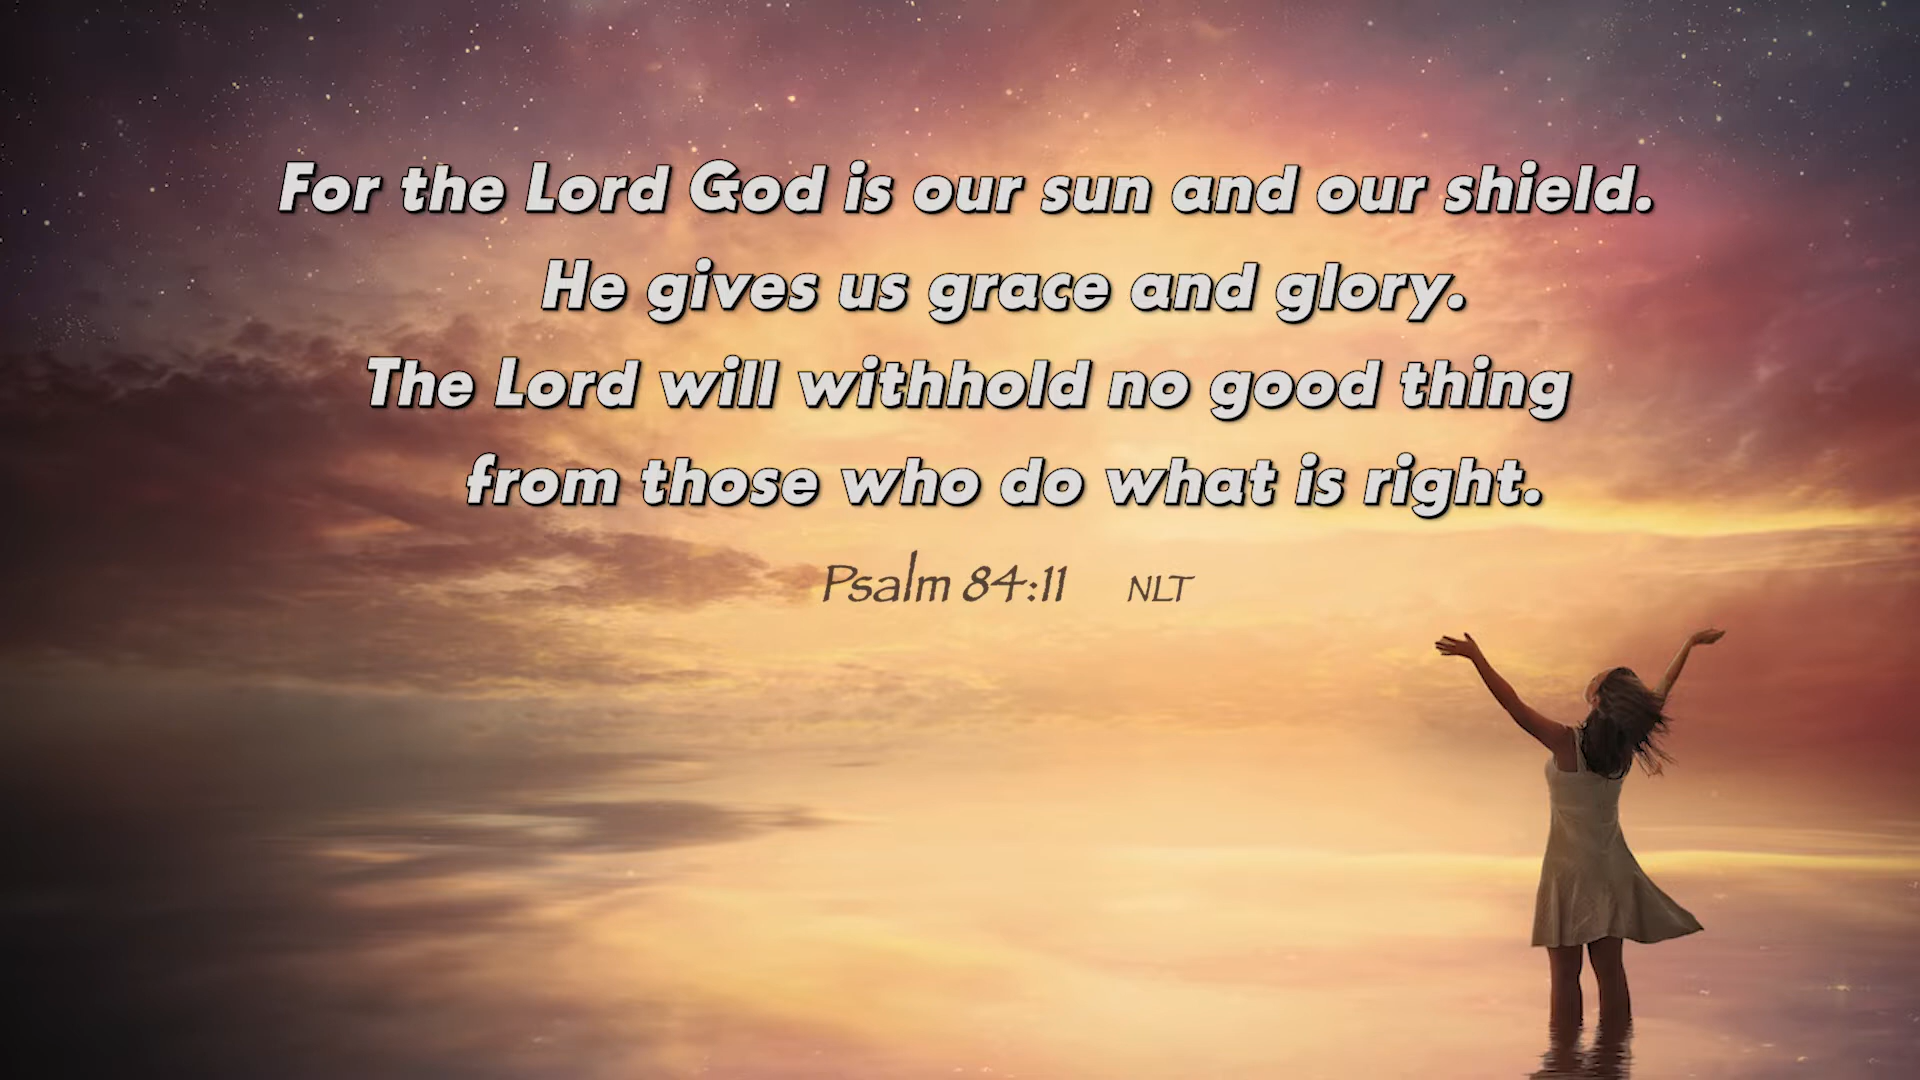 For the Lord God is our sun and our shield.
He gives us grace and glory.
The Lord will withhold no good thing
from those who do what is right.
Psalm 84:11 NLT